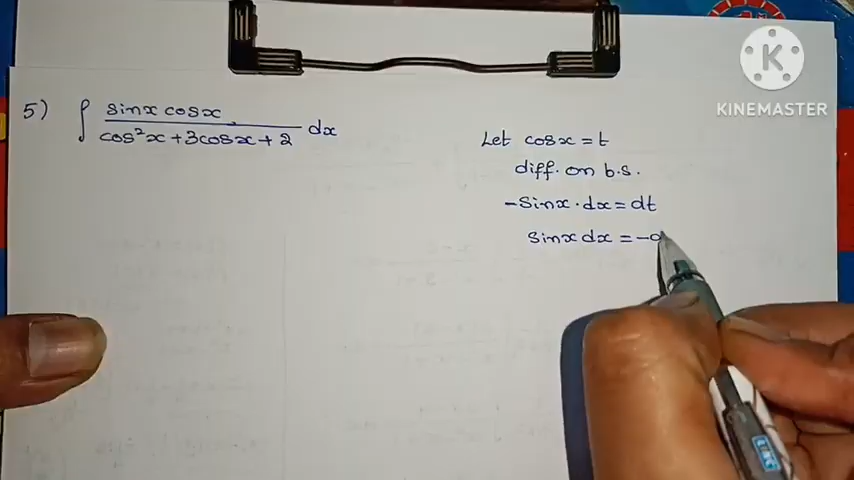 5) ∫ sinx cosx / cos²x + 3cosx + 2 dx
Let cosx = t
diff. on b.s.
-sinx · dx = dt
sinx dx = -d
K
KINEMASTER